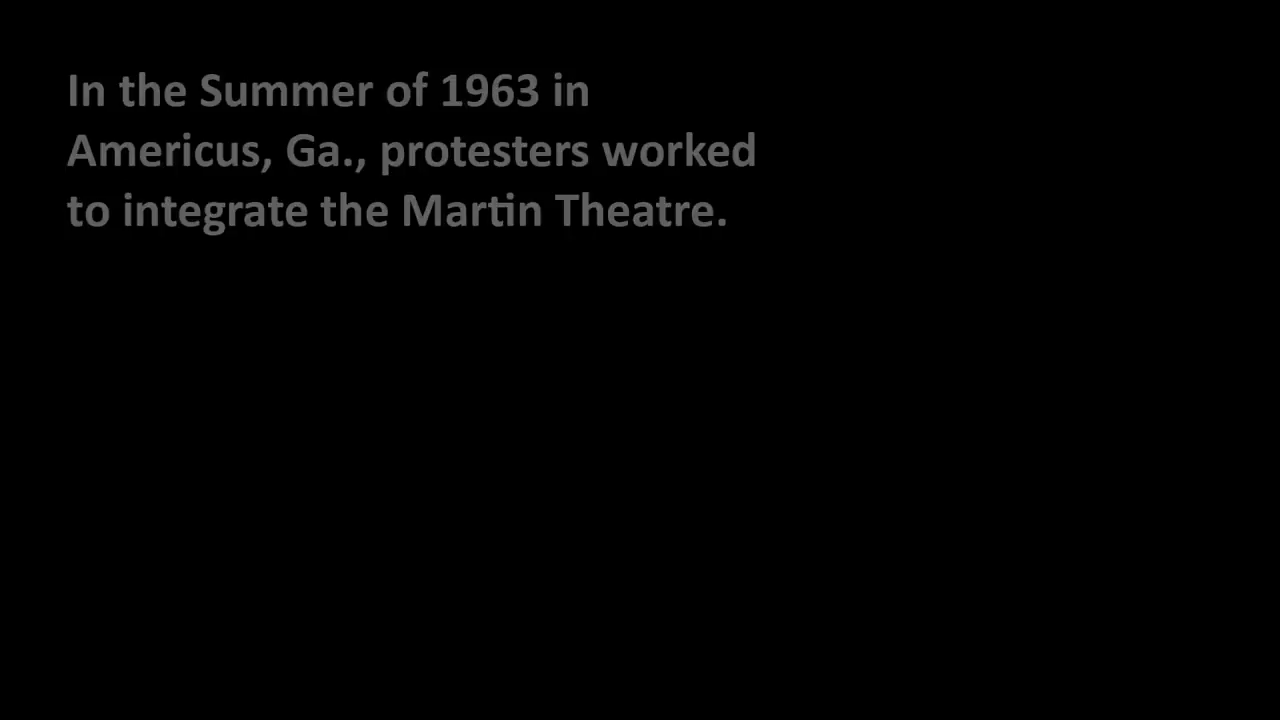 In the Summer of 1963 in
Americus, Ga., protesters worked
to integrate the Martin Theatre.